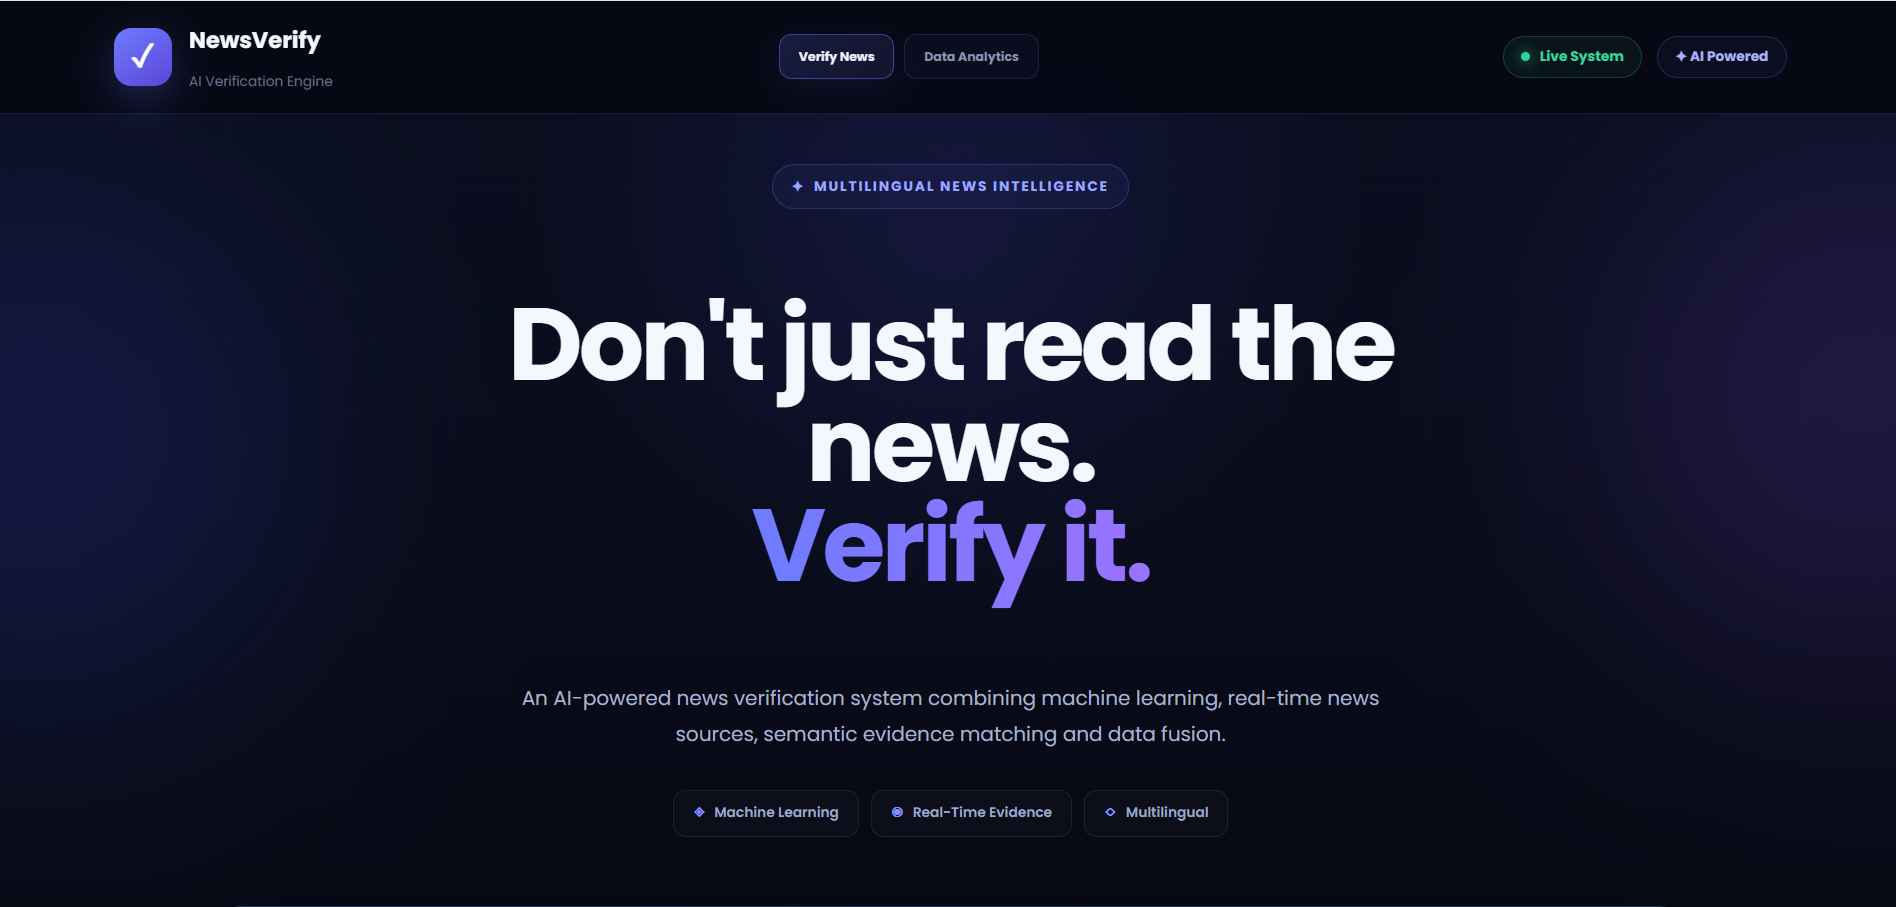 NewsVerify
AI Verification Engine
Verify News
Data Analytics
Live System
✦ AI Powered
✦ MULTILINGUAL NEWS INTELLIGENCE
Don't just read the
news.
Verify it.
An AI-powered news verification system combining machine learning, real-time news
sources, semantic evidence matching and data fusion.
Machine Learning
Real-Time Evidence
Multilingual